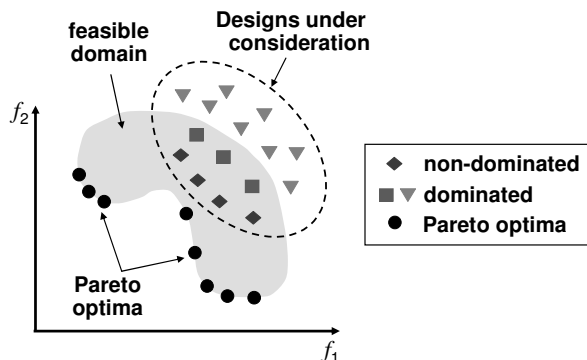 feasible
domain
Designs under
consideration
f2
non-dominated
dominated
Pareto optima
Pareto
optima
f1